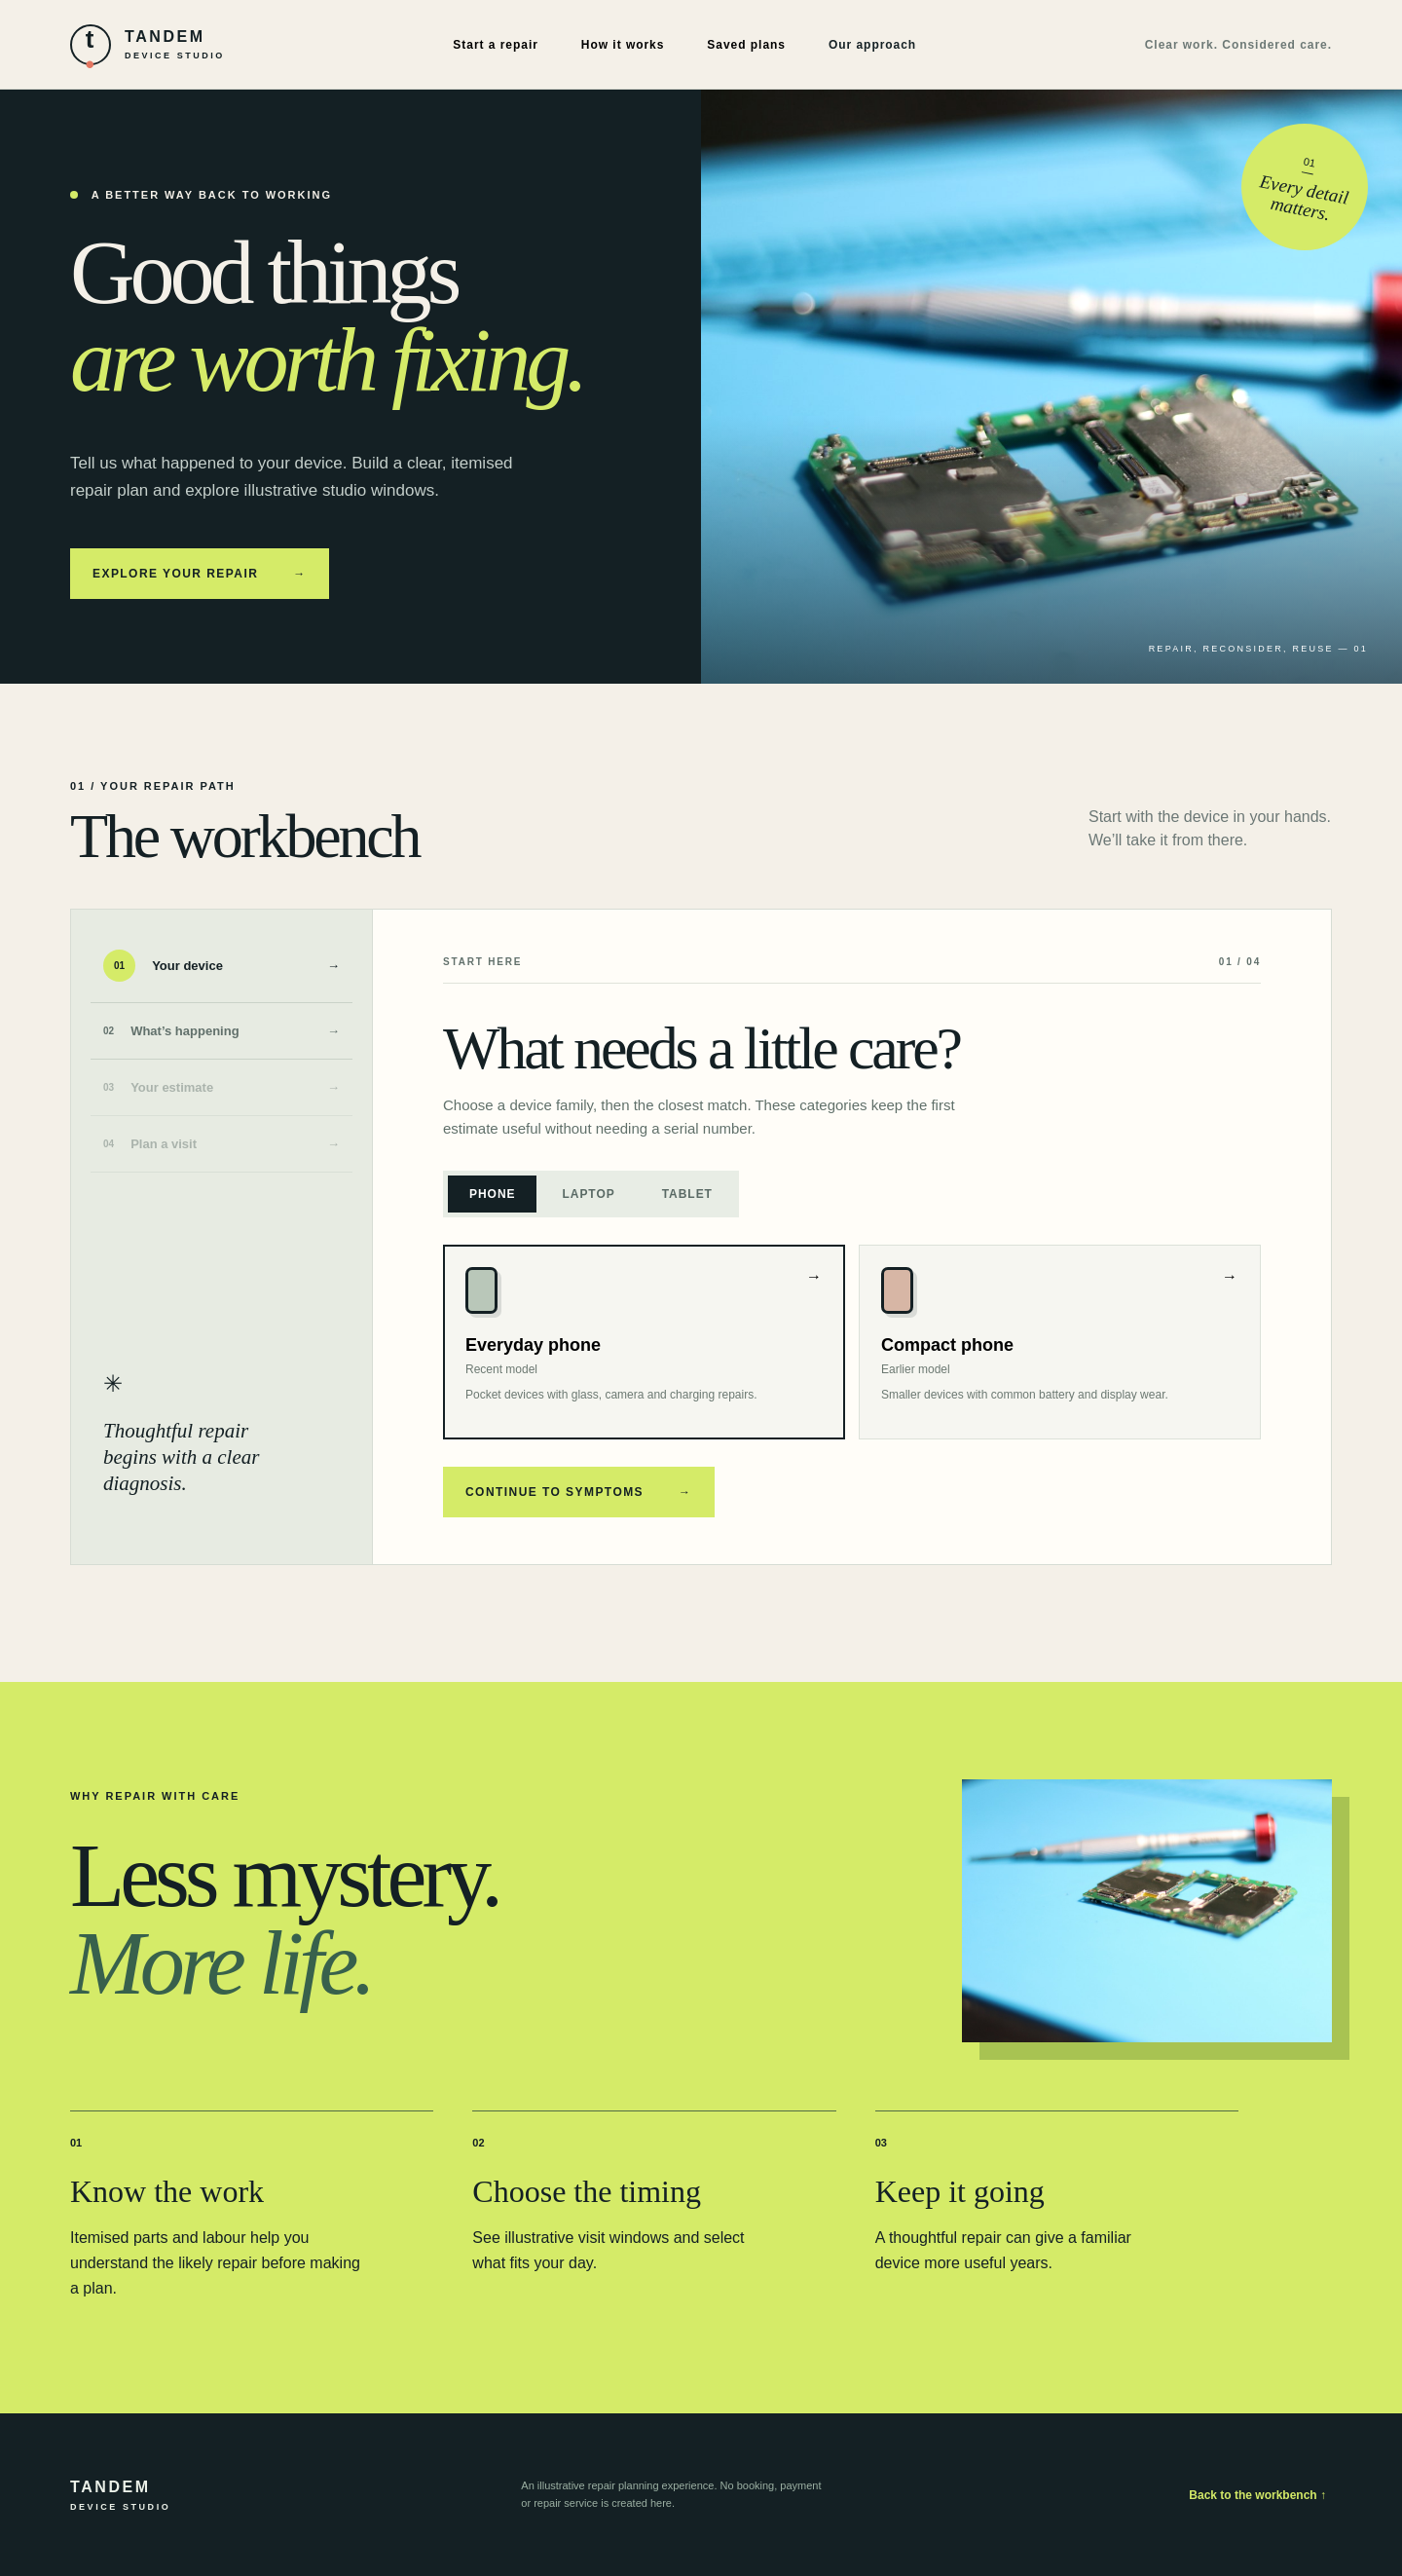 t
TANDEM
DEVICE STUDIO
Start a repair
How it works
Saved plans
Our approach
Clear work. Considered care.
A BETTER WAY BACK TO WORKING
Good things
are worth fixing.
Tell us what happened to your device. Build a clear, itemised
repair plan and explore illustrative studio windows.
EXPLORE YOUR REPAIR →
01
—
Every detail
matters.
REPAIR, RECONSIDER, REUSE — 01
01 / YOUR REPAIR PATH
The workbench
Start with the device in your hands.
We’ll take it from there.
01 Your device →
02 What’s happening →
03 Your estimate →
04 Plan a visit →
✳
Thoughtful repair
begins with a clear
diagnosis.
START HERE
01 / 04
What needs a little care?
Choose a device family, then the closest match. These categories keep the first
estimate useful without needing a serial number.
PHONE
LAPTOP
TABLET
→
Everyday phone
Recent model
Pocket devices with glass, camera and charging repairs.
→
Compact phone
Earlier model
Smaller devices with common battery and display wear.
CONTINUE TO SYMPTOMS →
WHY REPAIR WITH CARE
Less mystery.
More life.
01
Know the work
Itemised parts and labour help you
understand the likely repair before making
a plan.
02
Choose the timing
See illustrative visit windows and select
what fits your day.
03
Keep it going
A thoughtful repair can give a familiar
device more useful years.
TANDEM
DEVICE STUDIO
An illustrative repair planning experience. No booking, payment
or repair service is created here.
Back to the workbench ↑